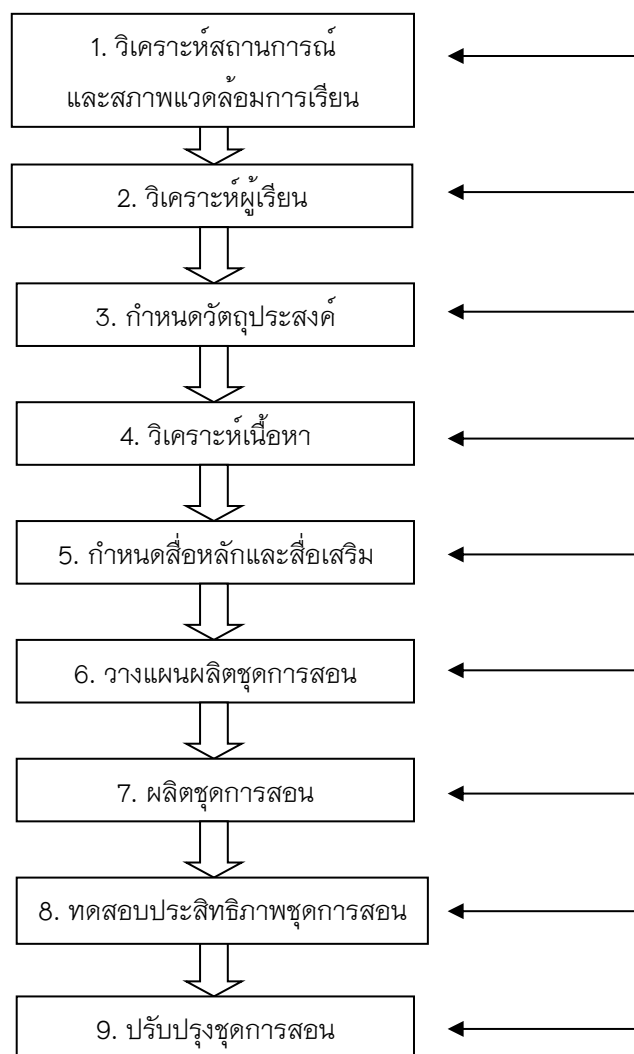 1. วิเคราะห์สถานการณ์
และสภาพแวดล้อมการเรียน
2. วิเคราะห์ผู้เรียน
3. กำหนดวัตถุประสงค์
4. วิเคราะห์เนื้อหา
5. กำหนดสื่อหลักและสื่อเสริม
6. วางแผนผลิตชุดการสอน
7. ผลิตชุดการสอน
8. ทดสอบประสิทธิภาพชุดการสอน
9. ปรับปรุงชุดการสอน